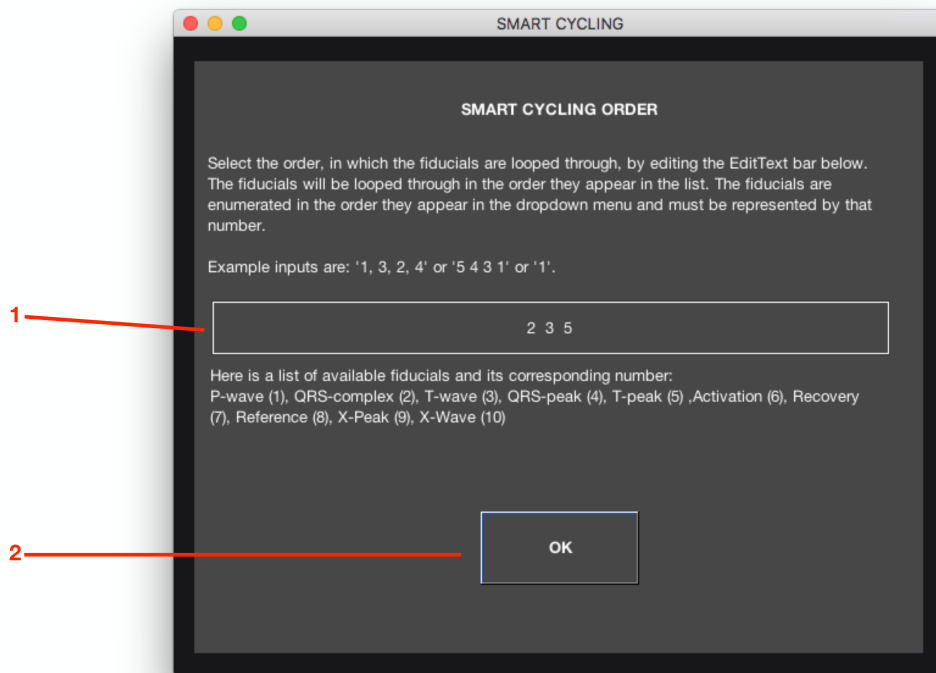 SMART CYCLING
SMART CYCLING ORDER
Select the order, in which the fiducials are looped through, by editing the EditText bar below.
The fiducials will be looped through in the order they appear in the list. The fiducials are
enumerated in the order they appear in the dropdown menu and must be represented by that
number.
Example inputs are: '1, 3, 2, 4' or '5 4 3 1' or '1'.
1
2 3 5
Here is a list of available fiducials and its corresponding number:
P-wave (1), QRS-complex (2), T-wave (3), QRS-peak (4), T-peak (5) ,Activation (6), Recovery
(7), Reference (8), X-Peak (9), X-Wave (10)
2
OK